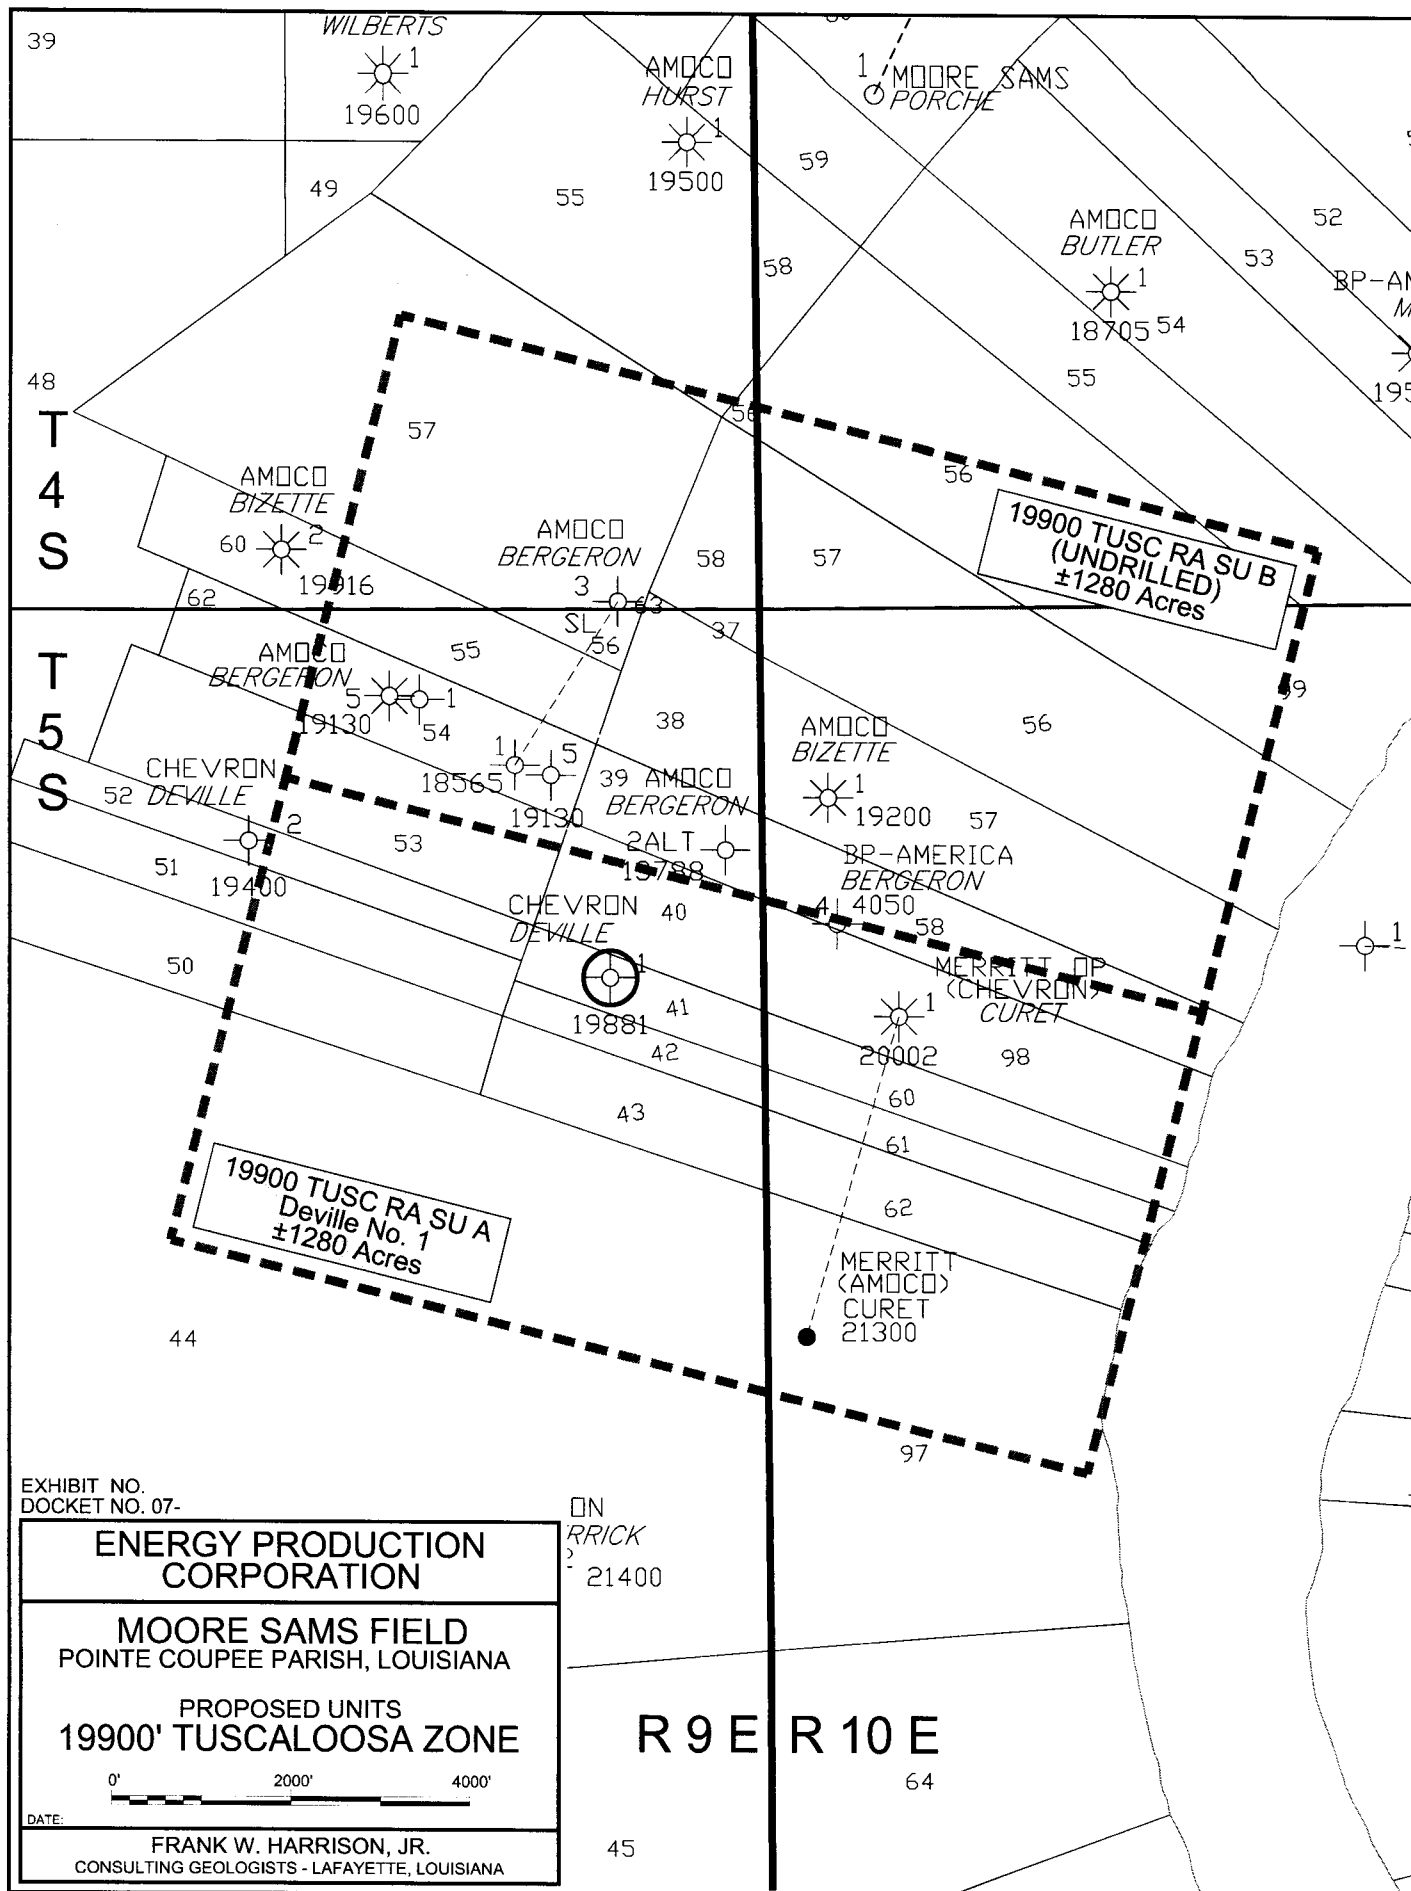 39
WILBERTS
1
19600
AMOCO
HURST
1
19500
1
MOORE SAMS
PORCHE
59
49
55
58
AMOCO
BUTLER
1
18705
54
52
53
55
48
T
4
S
57
56
56
19900 TUSC RA SU B
(UNDRILLED)
±1280 Acres
AMOCO
BIZETTE
60
2
19916
AMOCO
BERGERON
3
63
SL
58
57
62
56
37
T
5
S
AMOCO
BERGERON
5
1
19130
55
54
38
56
1
18565
5
19130
39
AMOCO
BERGERON
2ALT
AMOCO
BIZETTE
1
19200
57
CHEVRON
DEVILLE
52
2
19400
53
51
BP-AMERICA
BERGERON
4
4050
58
40
CHEVRON
DEVILLE
1
19881
50
41
42
43
MERRITT OP
(CHEVRON)
CURET
1
20002
98
60
61
62
1
19900 TUSC RA SU A
Deville No. 1
±1280 Acres
MERRITT
(AMOCO)
CURET
21300
44
97
EXHIBIT NO.
DOCKET NO. 07-
ENERGY PRODUCTION
CORPORATION
MOORE SAMS FIELD
POINTE COUPEE PARISH, LOUISIANA
PROPOSED UNITS
19900' TUSCALOOSA ZONE
0' 2000' 4000'
DATE:
FRANK W. HARRISON, JR.
CONSULTING GEOLOGISTS - LAFAYETTE, LOUISIANA
ON
RRICK
21400
R 9 E R 10 E
64
45